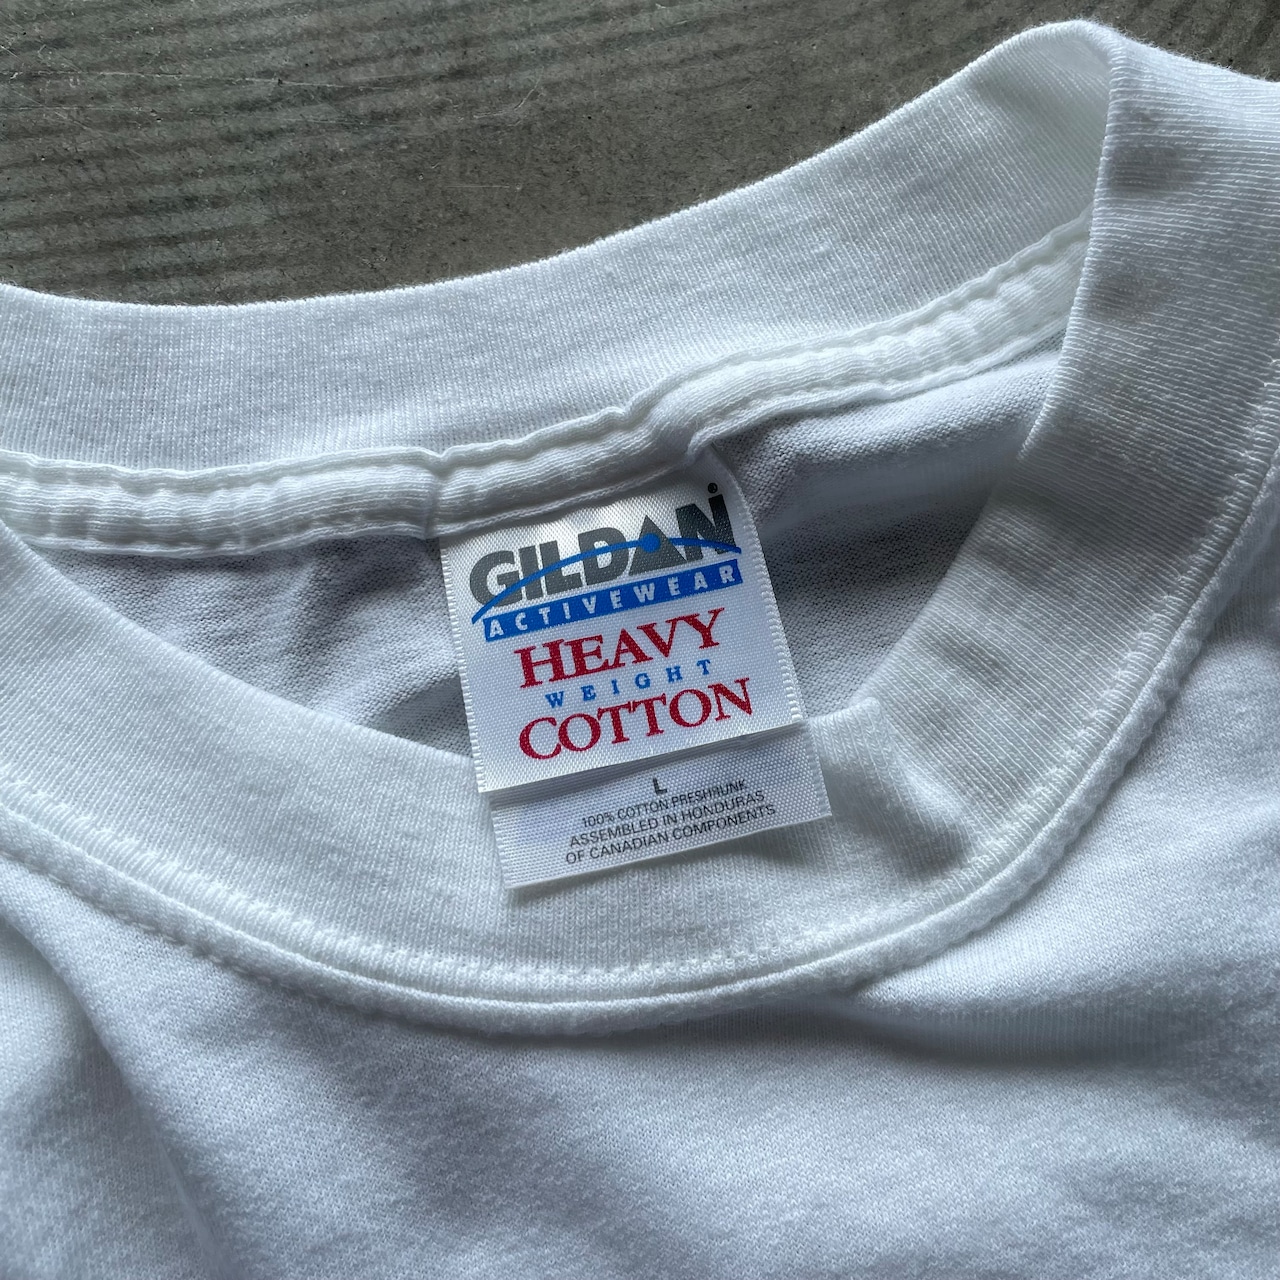 GILDAN
ACTIVEWEAR
HEAVY
WEIGHT
COTTON
L
100% COTTON PRESHRUNK
ASSEMBLED IN HONDURAS
OF CANADIAN COMPONENTS